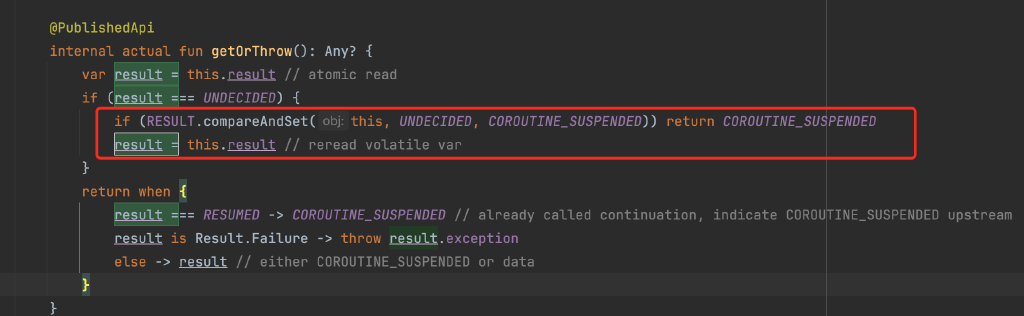 @PublishedApi
internal actual fun getOrThrow(): Any? {
var result = this.result // atomic read
if (result === UNDECIDED) {
if (RESULT.compareAndSet( obj: this, UNDECIDED, COROUTINE_SUSPENDED)) return COROUTINE_SUSPENDED
result = this.result // reread volatile var
}
return when {
result === RESUMED -> COROUTINE_SUSPENDED // already called continuation, indicate COROUTINE_SUSPENDED upstream
result is Result.Failure -> throw result.exception
else -> result // either COROUTINE_SUSPENDED or data
}
}